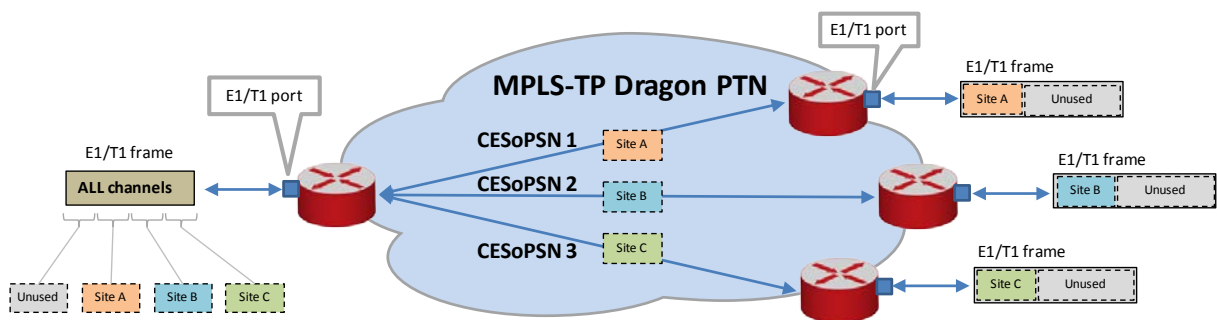 E1/T1 port
E1/T1 port
MPLS-TP Dragon PTN
E1/T1 frame
Site A
Unused
CESoPSN 1
Site A
E1/T1 frame
ALL channels
CESoPSN 2
Site B
E1/T1 frame
Site B
Unused
CESoPSN 3
Site C
E1/T1 frame
Site C
Unused
Unused
Site A
Site B
Site C